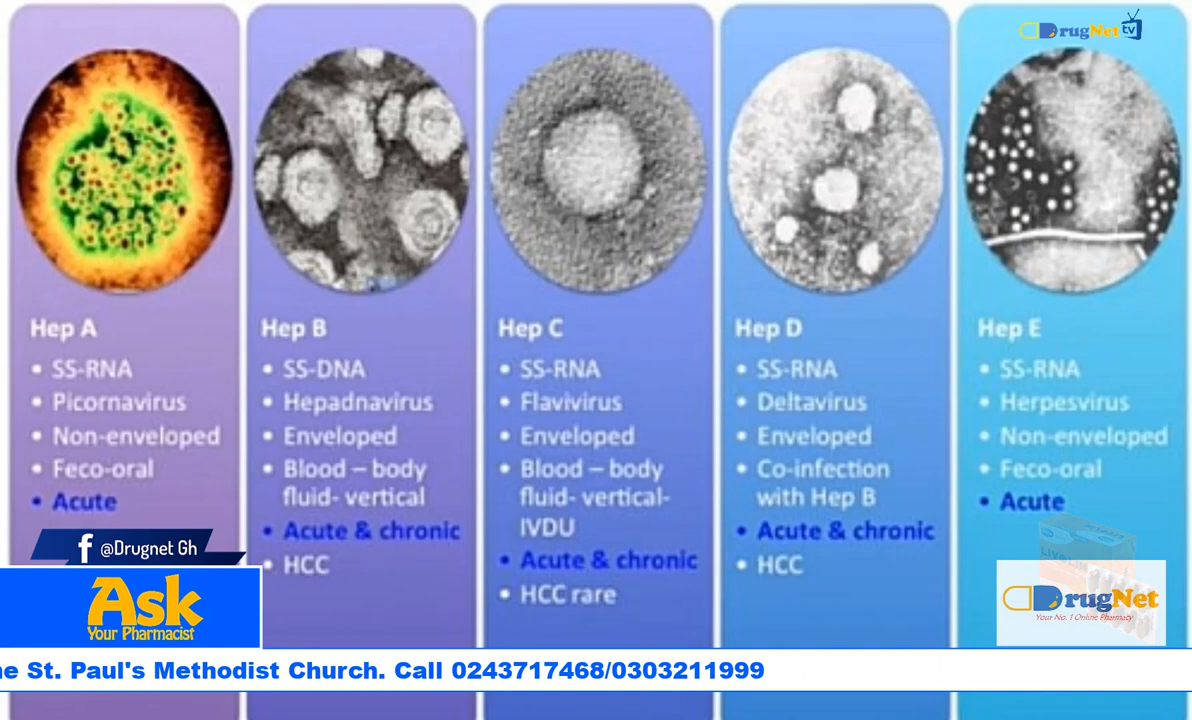 DrugNet tv
Hep A
• SS-RNA
• Picornavirus
• Non-enveloped
• Feco-oral
• Acute
Hep B
• SS-DNA
• Hepadnavirus
• Enveloped
• Blood – body
fluid- vertical
• Acute & chronic
• HCC
Hep C
• SS-RNA
• Flavivirus
• Enveloped
• Blood – body
fluid- vertical-
IVDU
• Acute & chronic
• HCC rare
Hep D
• SS-RNA
• Deltavirus
• Enveloped
• Co-infection
with Hep B
• Acute & chronic
• HCC
Hep E
• SS-RNA
• Herpesvirus
• Non-enveloped
• Feco-oral
• Acute
f @Drugnet Gh
Ask
Your Pharmacist
DrugNet
Your No. 1 Online Pharmacy
St. Paul's Methodist Church. Call 0243717468/0303211999